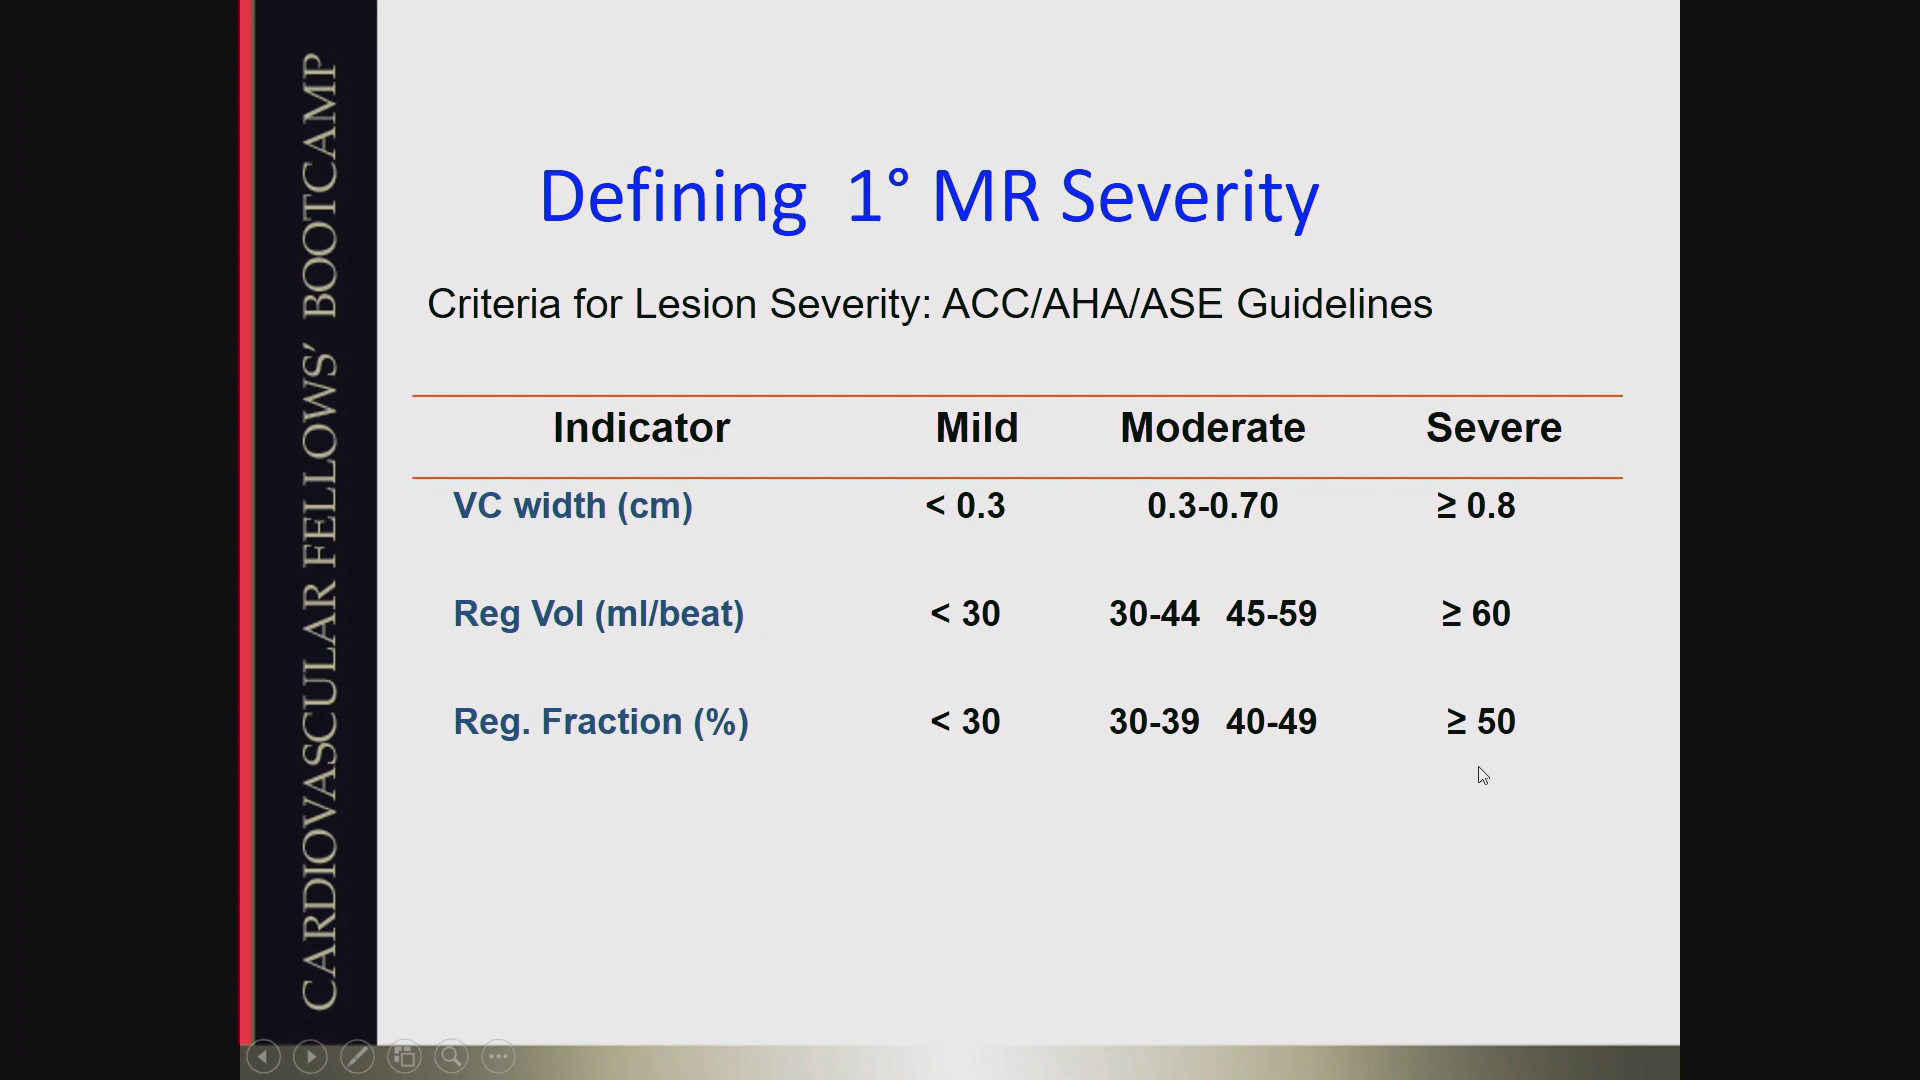 CARDIOVASCULAR FELLOWS' BOOTCAMP
Defining 1° MR Severity
Criteria for Lesion Severity: ACC/AHA/ASE Guidelines
Indicator Mild Moderate Severe
VC width (cm) < 0.3 0.3-0.70 ≥ 0.8
Reg Vol (ml/beat) < 30 30-44 45-59 ≥ 60
Reg. Fraction (%) < 30 30-39 40-49 ≥ 50